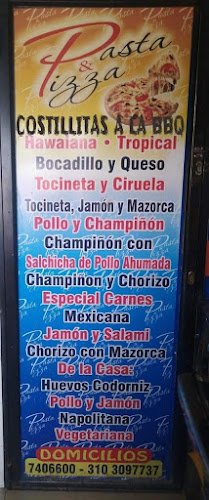 Pasta
&
Pizza
COSTILLITAS A LA BBQ
Hawaiana • Tropical
Bocadillo y Queso
Tocineta y Ciruela
Tocineta, Jamón y Mazorca
Pollo y Champiñón
Champiñón con
Salchicha de Pollo Ahumada
Champiñon y Chorizo
Especial Carnes
Mexicana
Jamón y Salami
Chorizo con Mazorca
De la Casa:
Huevos Codorniz
Pollo y Jamón
Napolitana
Vegetariana
DOMICILIOS
7406600 - 310 3097737